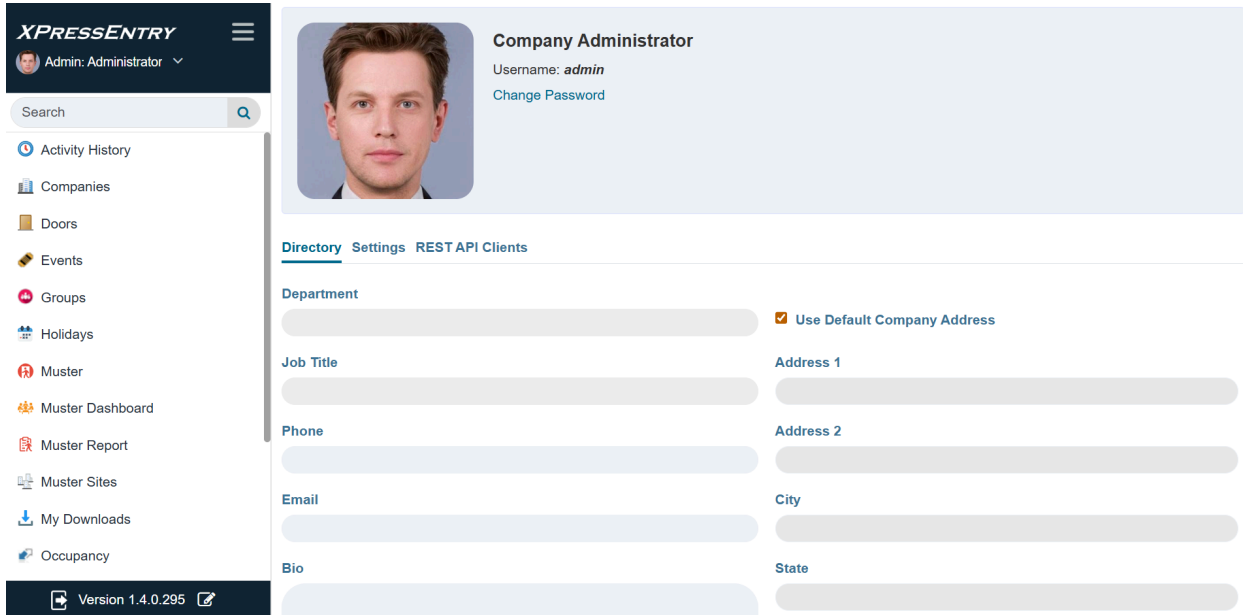 XPRESSENTRY
Admin: Administrator
Search
Activity History
Companies
Doors
Events
Groups
Holidays
Muster
Muster Dashboard
Muster Report
Muster Sites
My Downloads
Occupancy
Version 1.4.0.295
Company Administrator
Username: admin
Change Password
Directory Settings REST API Clients
Department
Use Default Company Address
Job Title
Address 1
Phone
Address 2
Email
City
Bio
State